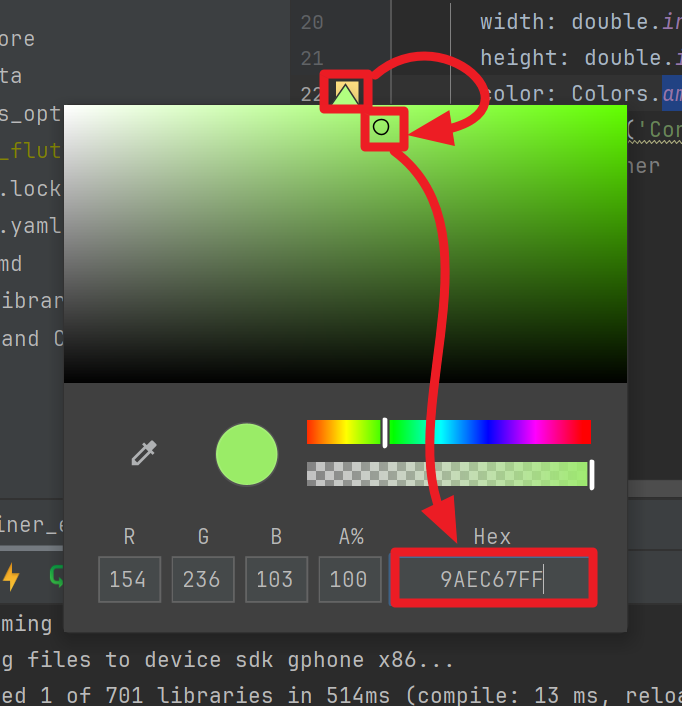 ore
20 width: double.in
ta
21 height: double.i
22 color: Colors.am
s_opt
('Con
_flut
ner
.lock
.yaml
md
ibrar
and C
R G B A% Hex
iner_e
154 236 103 100 9AEC67FF
ming
g files to device sdk gphone x86...
ed 1 of 701 libraries in 514ms (compile: 13 ms, reloa